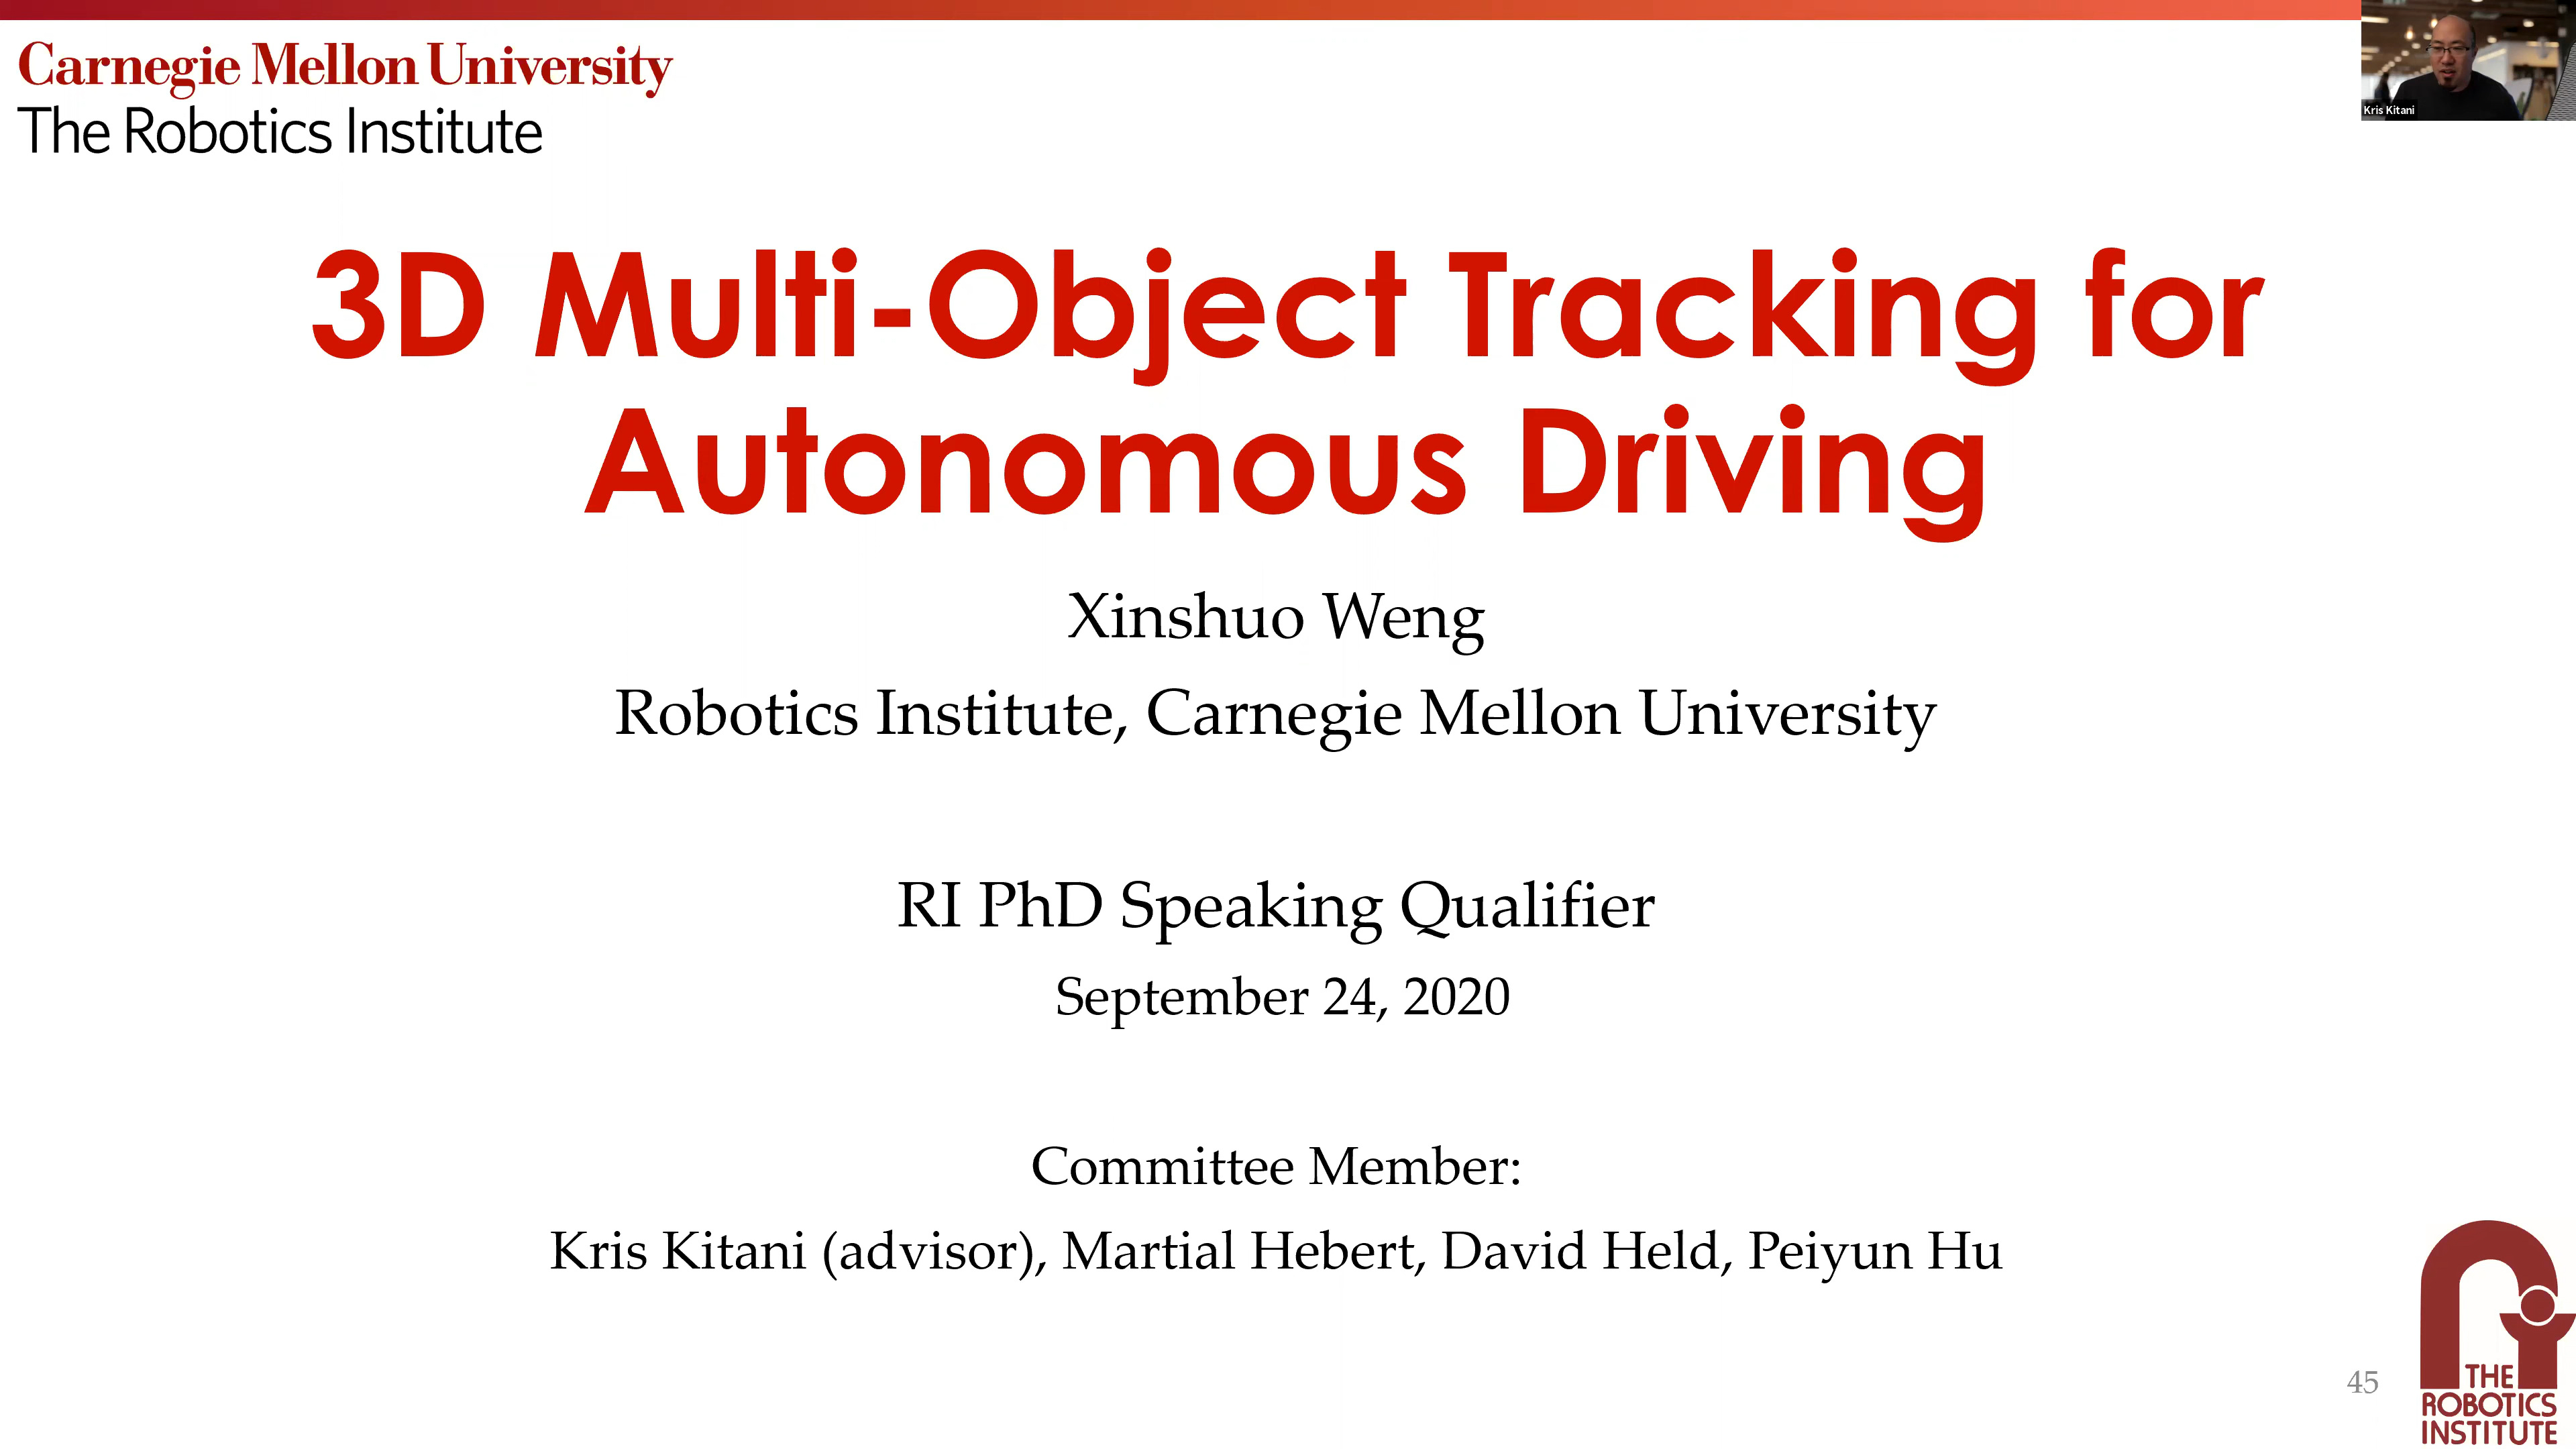 Carnegie Mellon University
The Robotics Institute
Kris Kitani
3D Multi-Object Tracking for
Autonomous Driving
Xinshuo Weng
Robotics Institute, Carnegie Mellon University
RI PhD Speaking Qualifier
September 24, 2020
Committee Member:
Kris Kitani (advisor), Martial Hebert, David Held, Peiyun Hu
45
THE
ROBOTICS
INSTITUTE